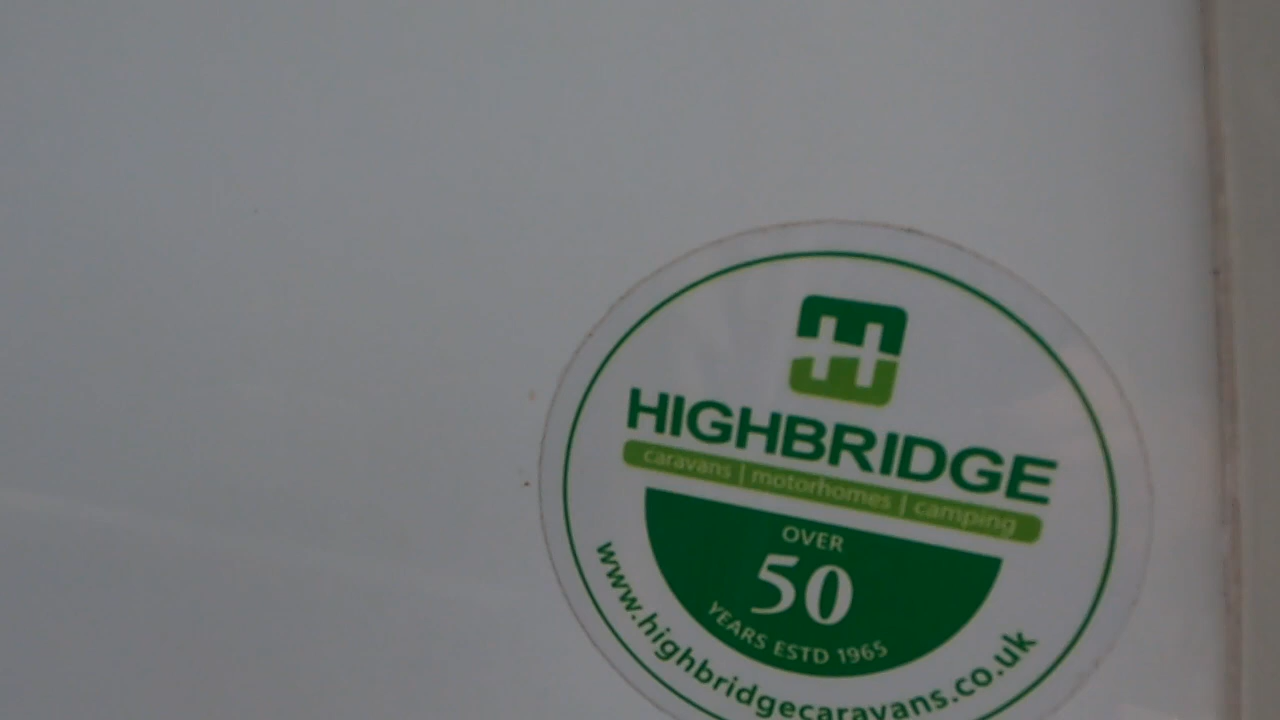 HIGHBRIDGE
caravans | motorhomes | camping
OVER
50
YEARS ESTD 1965
www.highbridgecaravans.co.uk